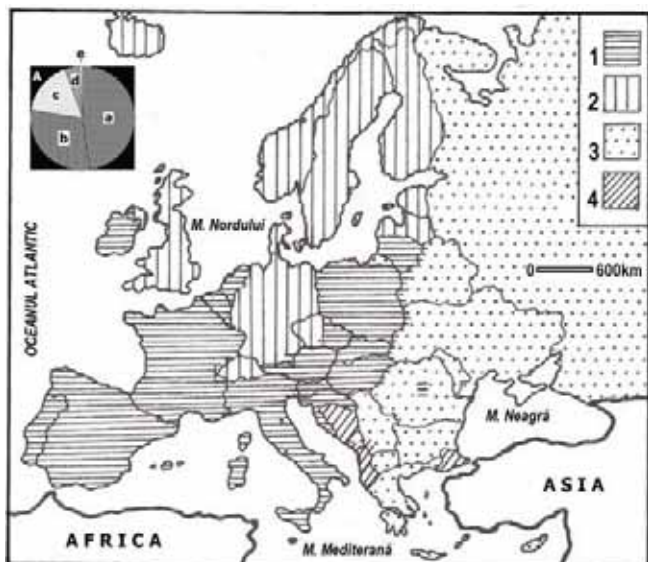 A
e
d
c
a
b
1
2
3
4
M. Nordului
OCEANUL ATLANTIC
0 600km
M. Neagră
ASIA
AFRICA
M. Mediterană